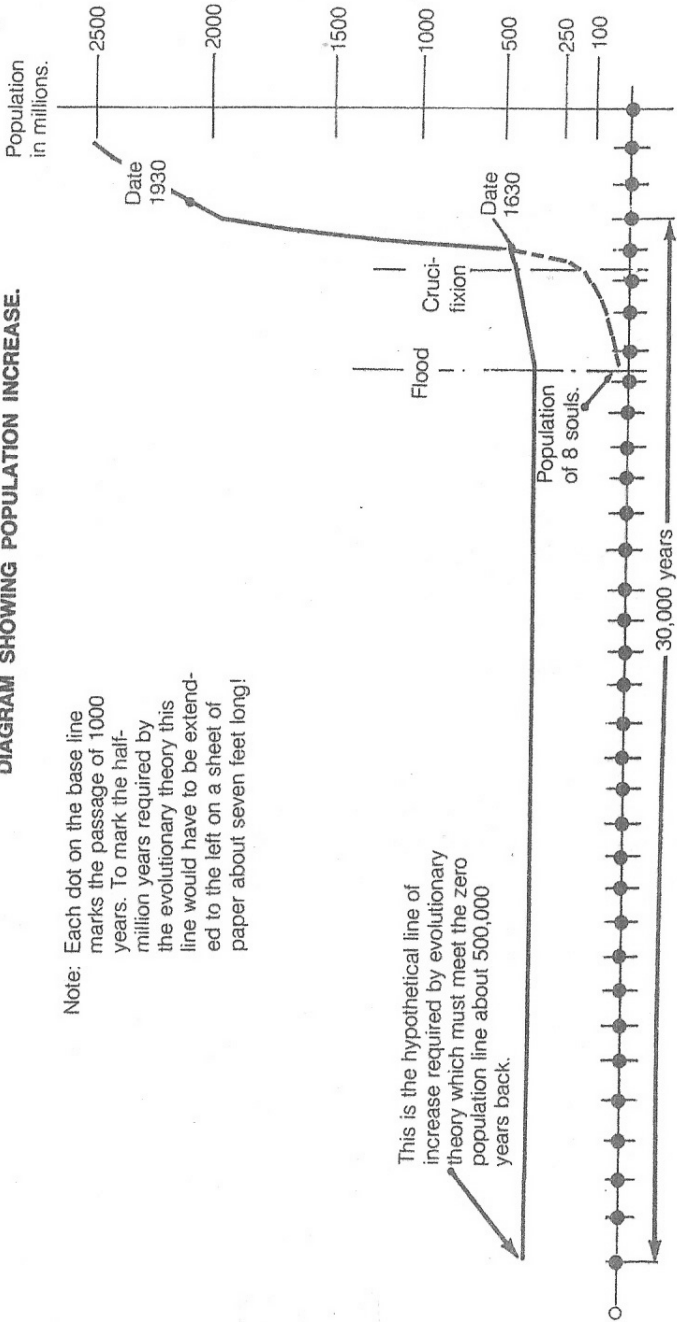 DIAGRAM SHOWING POPULATION INCREASE.
Note: Each dot on the base line
marks the passage of 1000
years. To mark the half-
million years required by
the evolutionary theory this
line would have to be extend-
ed to the left on a sheet of
paper about seven feet long!
Population
in millions.
2500
2000
1500
1000
500
250
100
Date
1930
Date
1630
Cruci-
fixion
Flood
Population
of 8 souls.
This is the hypothetical line of
increase required by evolutionary
theory which must meet the zero
population line about 500,000
years back.
30,000 years